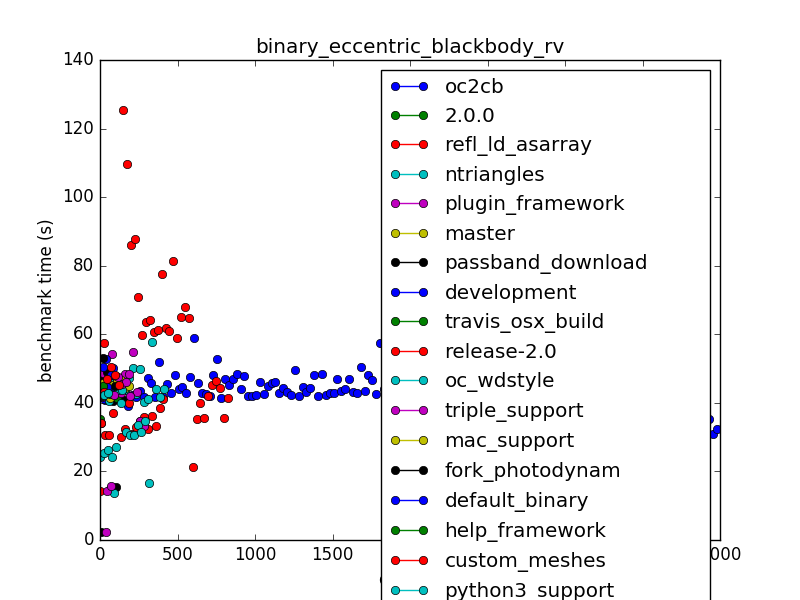 binary_eccentric_blackbody_rv
140
120
100
80
60
40
20
0
benchmark time (s)
0
500
1000
1500
000
oc2cb
2.0.0
refl_ld_asarray
ntriangles
plugin_framework
master
passband_download
development
travis_osx_build
release-2.0
oc_wdstyle
triple_support
mac_support
fork_photodynam
default_binary
help_framework
custom_meshes
python3_support